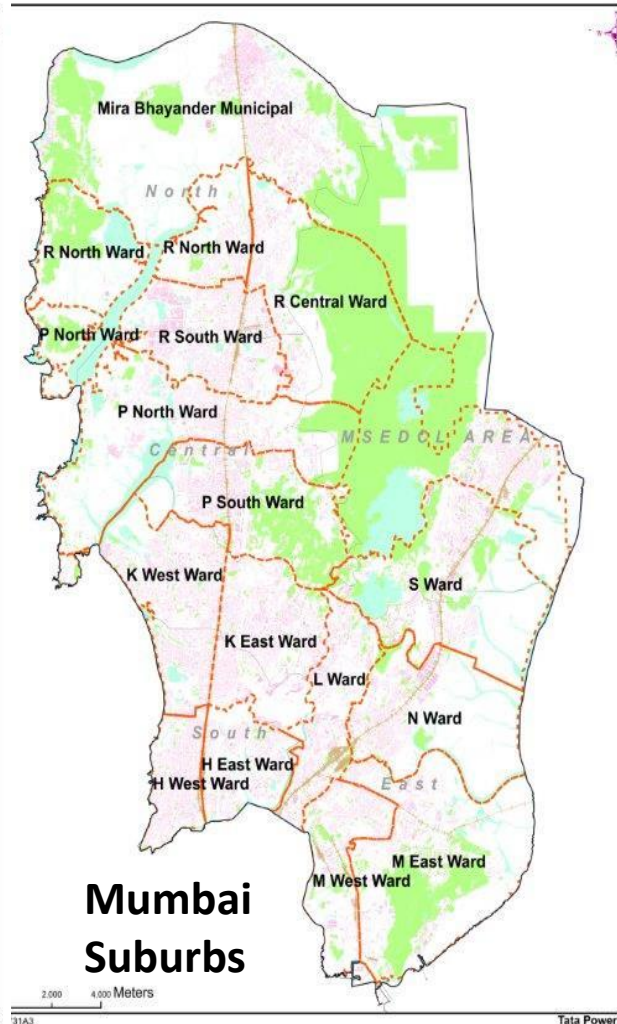 Mira Bhayander Municipal
North
R North Ward
R North Ward
R Central Ward
P North Ward
R South Ward
P North Ward
MSEDCL AREA
Central
P South Ward
K West Ward
S Ward
K East Ward
L Ward
N Ward
South
H East Ward
H West Ward
East
M East Ward
M West Ward
Mumbai
Suburbs
2,000
4,000 Meters
731A3
Tata Power